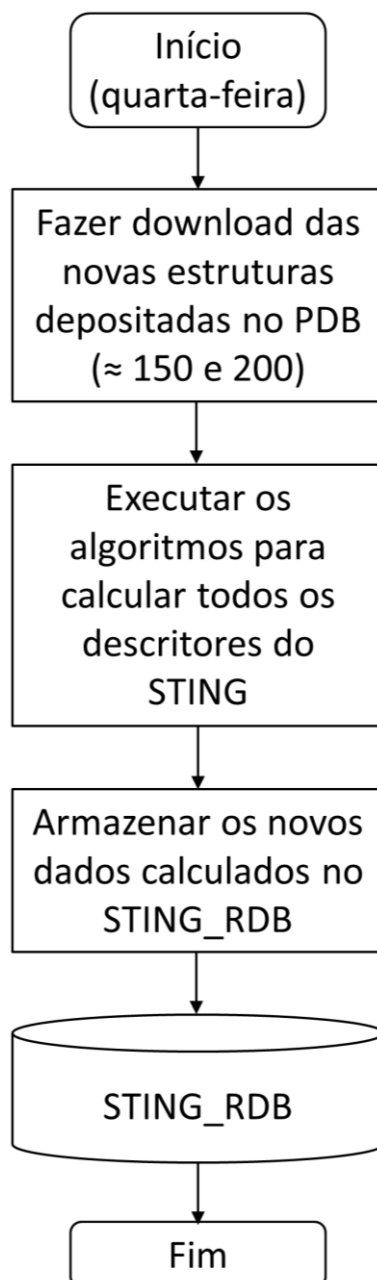 Início
(quarta-feira)
Fazer download das
novas estruturas
depositadas no PDB
(≈ 150 e 200)
Executar os
algoritmos para
calcular todos os
descritores do
STING
Armazenar os novos
dados calculados no
STING_RDB
STING_RDB
Fim